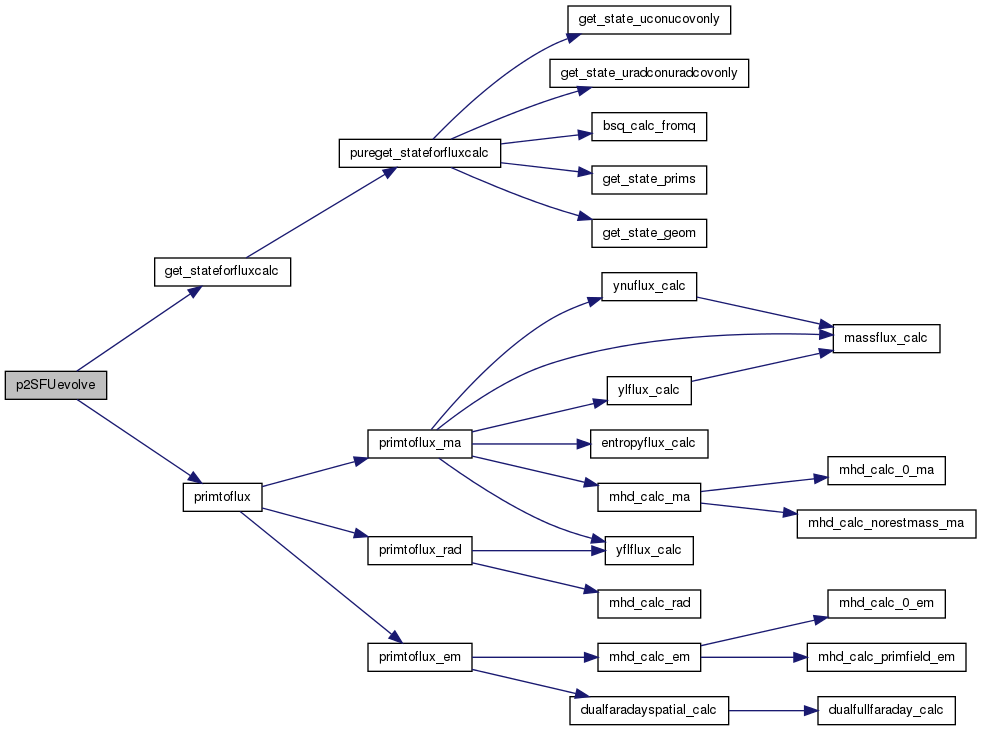 get_state_uconucovonly
get_state_uradconuradcovonly
bsq_calc_fromq
pureget_stateforfluxcalc
get_state_prims
get_state_geom
get_stateforfluxcalc
ynuflux_calc
massflux_calc
p2SFUevolve
ylflux_calc
primtoflux_ma
entropyflux_calc
mhd_calc_0_ma
primtoflux
mhd_calc_ma
mhd_calc_norestmass_ma
primtoflux_rad
yflflux_calc
mhd_calc_rad
mhd_calc_0_em
primtoflux_em
mhd_calc_em
mhd_calc_primfield_em
dualfaradayspatial_calc
dualfullfaraday_calc